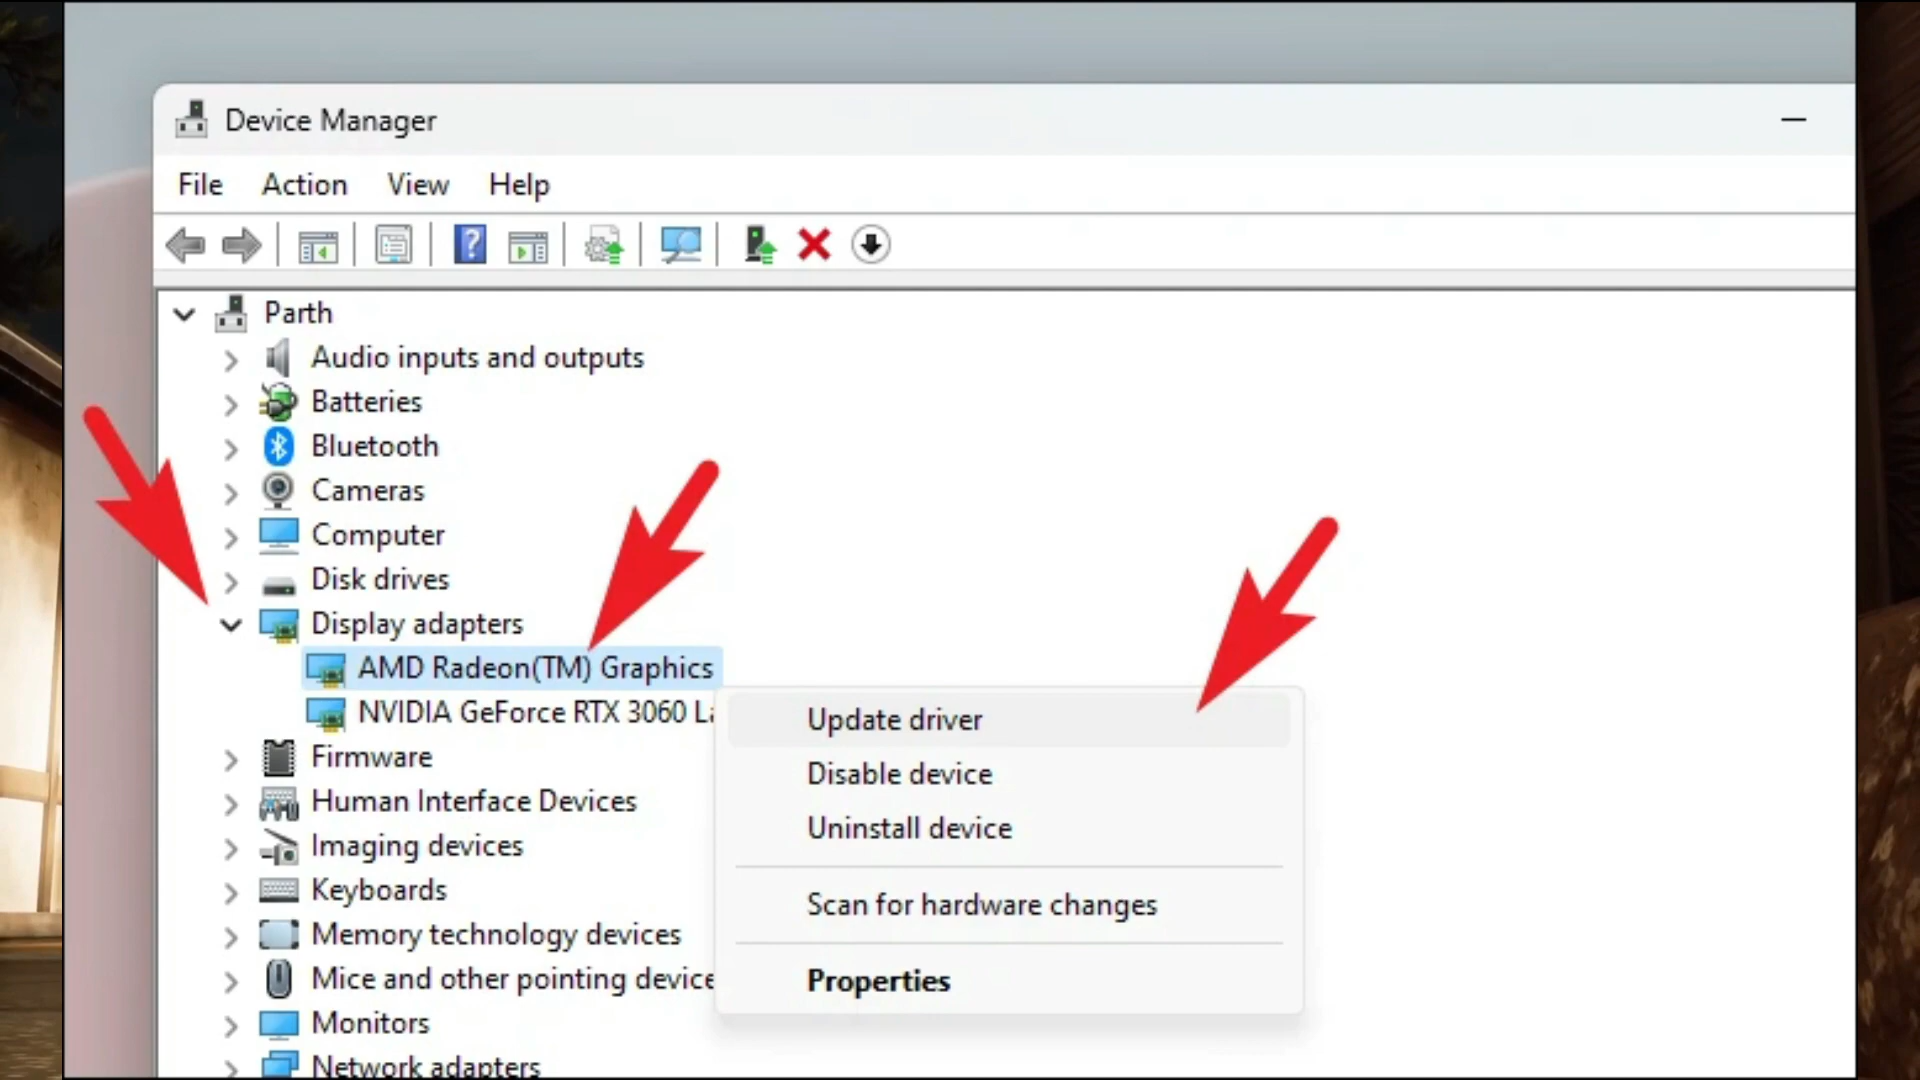 Device Manager
File Action View Help
Parth
Audio inputs and outputs
Batteries
Bluetooth
Cameras
Computer
Disk drives
Display adapters
AMD Radeon(TM) Graphics
NVIDIA GeForce RTX 3060 La
Update driver
Disable device
Uninstall device
Scan for hardware changes
Properties
Firmware
Human Interface Devices
Imaging devices
Keyboards
Memory technology devices
Mice and other pointing device
Monitors
Network adapters